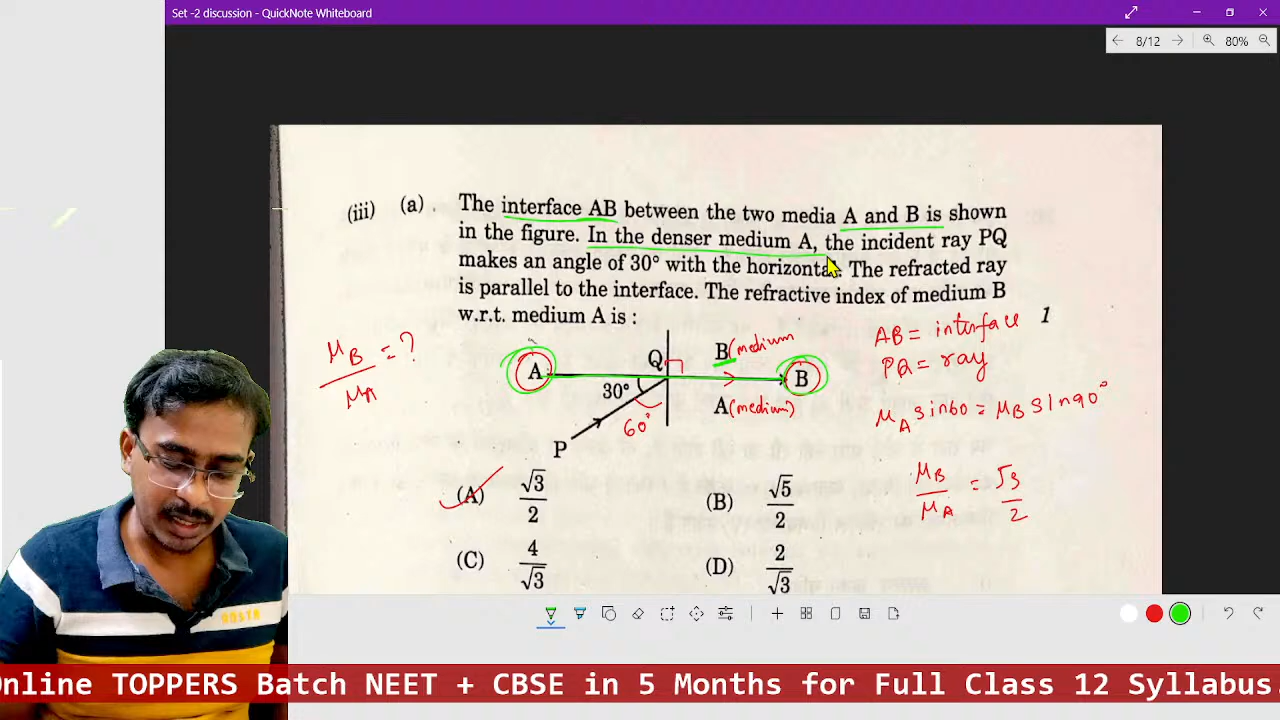 Set -2 discussion - QuickNote Whiteboard
8/12
80%
(iii) (a). The interface AB between the two media A and B is shown
in the figure. In the denser medium A, the incident ray PQ
makes an angle of 30° with the horizonta. The refracted ray
is parallel to the interface. The refractive index of medium B
w.r.t. medium A is : 1
AB = interface
PQ = ray
μB/μA = ?
A
Q
B (medium
B
30°
A (medium)
60°
P
μA sin60 = μB sin90°
μB/μA = √3/2
(A) √3/2
(B) √5/2
(C) 4/√3
(D) 2/√3
Online TOPPERS Batch NEET + CBSE in 5 Months for Full Class 12 Syllabus.